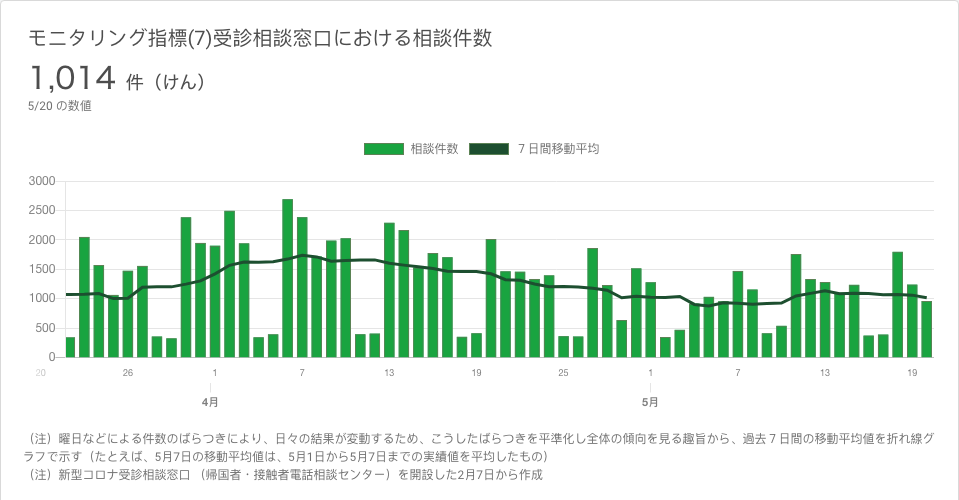 モニタリング指標(7)受診相談窓口における相談件数
1,014 件（けん）
5/20 の数値
相談件数 ７日間移動平均
3000
2500
2000
1500
1000
500
0
20 26 1 7 13 19 25 1 7 13 19
4月 5月
（注）曜日などによる件数のばらつきにより、日々の結果が変動するため、こうしたばらつきを平準化し全体の傾向を見る趣旨から、過去７日間の移動平均値を折れ線グ
ラフで示す（たとえば、5月7日の移動平均値は、5月1日から5月7日までの実績値を平均したもの）
（注）新型コロナ受診相談窓口 （帰国者・接触者電話相談センター）を開設した2月7日から作成